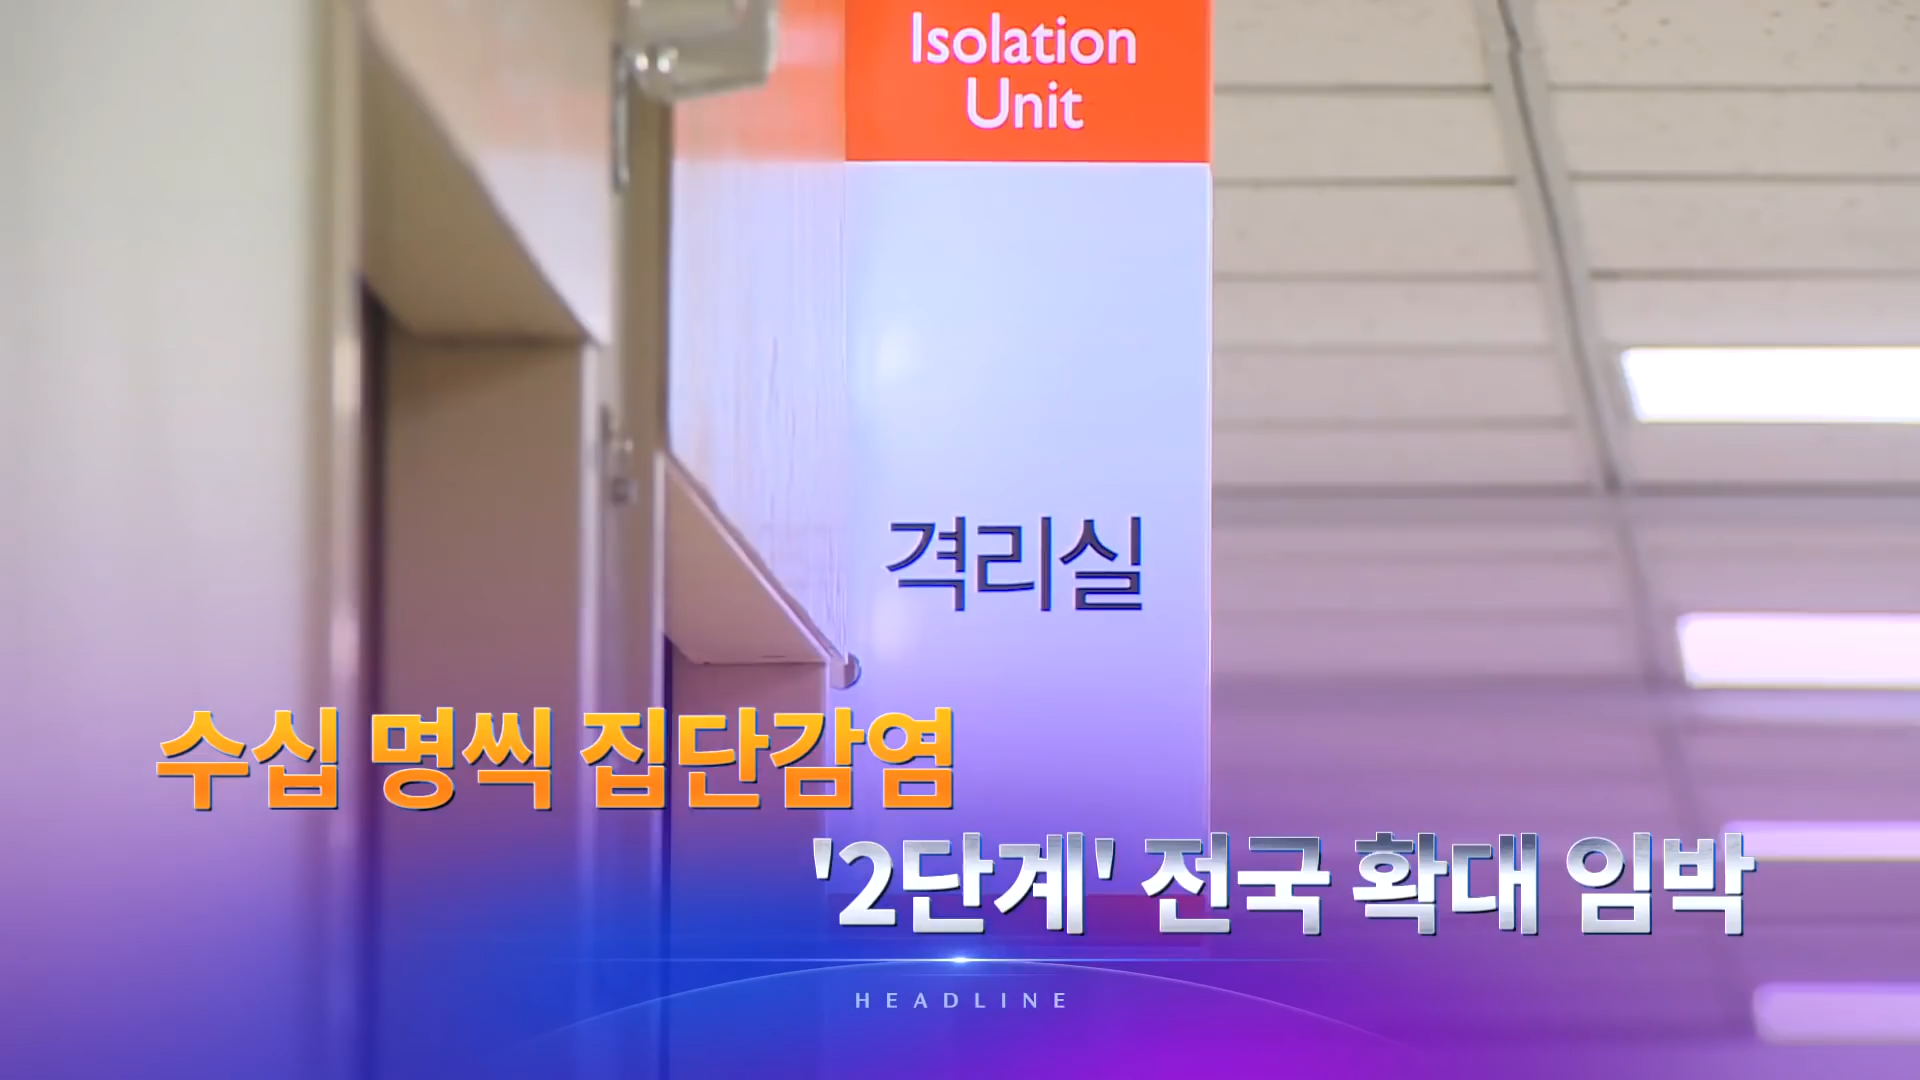 Isolation
Unit
격리실
수십 명씩 집단감염
'2단계' 전국 확대 임박
HEADLINE